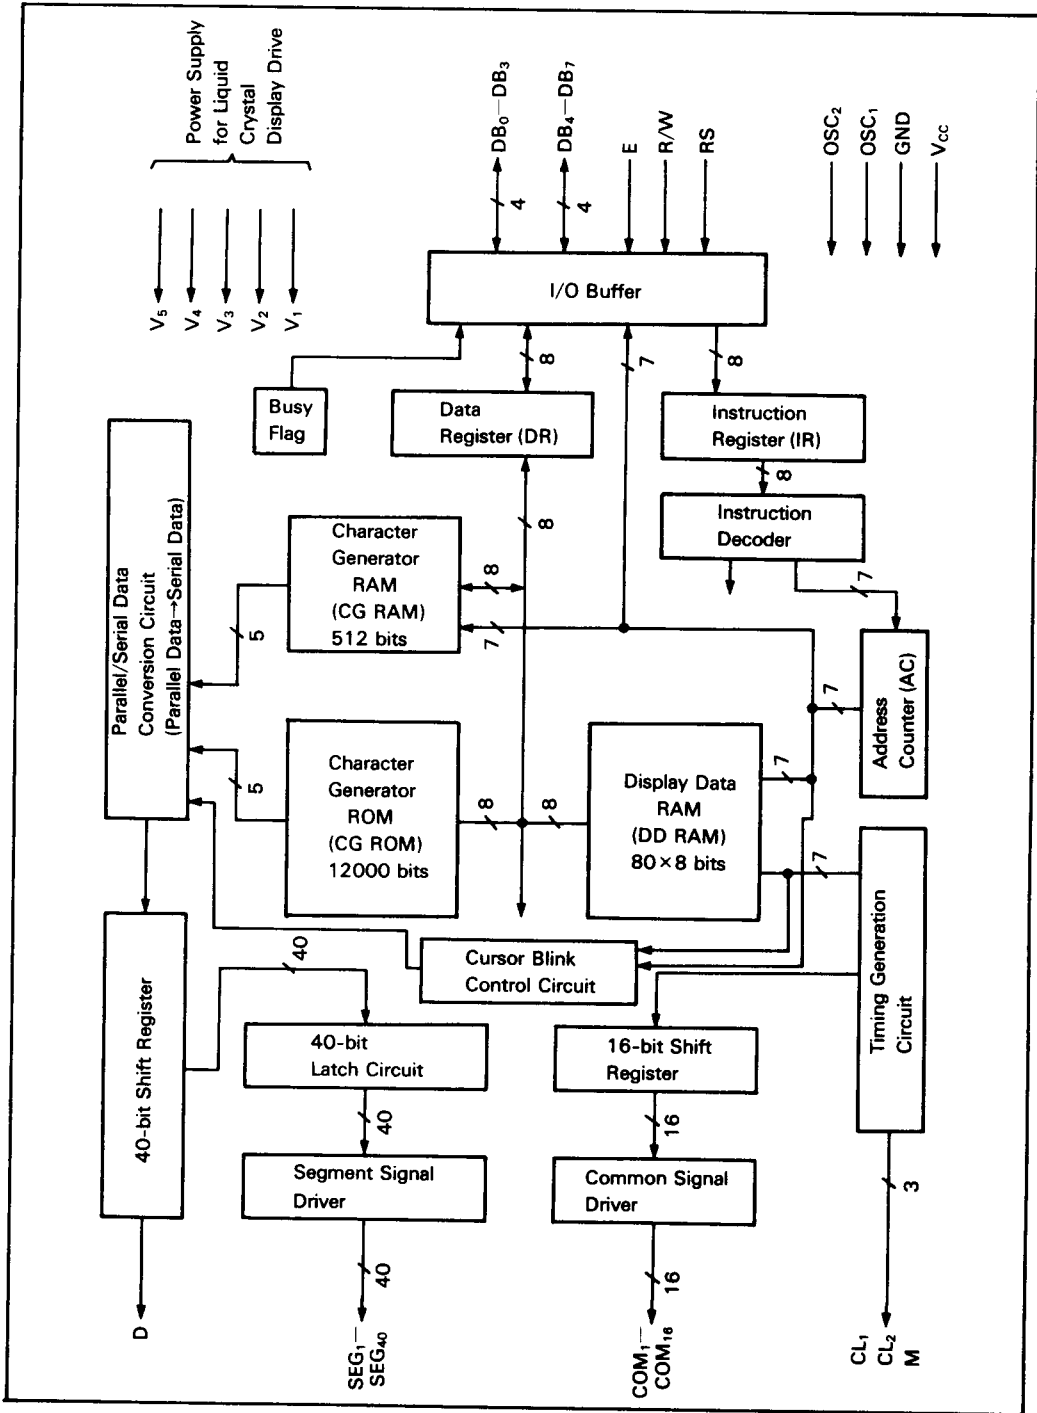 Power Supply
for Liquid
Crystal
Display Drive
V₅
V₄
V₃
V₂
V₁
DB₀—DB₃
4
DB₄—DB₇
4
E
R/W
RS
OSC₂
OSC₁
GND
Vcc
I/O Buffer
8
7
8
Busy
Flag
Data
Register (DR)
Instruction
Register (IR)
8
Instruction
Decoder
7
8
Parallel/Serial Data
Conversion Circuit
(Parallel Data→Serial Data)
5
5
Character
Generator
RAM
(CG RAM)
512 bits
8
7
Character
Generator
ROM
(CG ROM)
12000 bits
8
8
Display Data
RAM
(DD RAM)
80×8 bits
7
7
7
Address
Counter (AC)
Cursor Blink
Control Circuit
Timing Generation
Circuit
3
40-bit Shift Register
40
40-bit
Latch Circuit
40
Segment Signal
Driver
40
16-bit Shift
Register
16
Common Signal
Driver
16
D
SEG₁—
SEG₄₀
COM₁—
COM₁₆
CL₁
CL₂
M